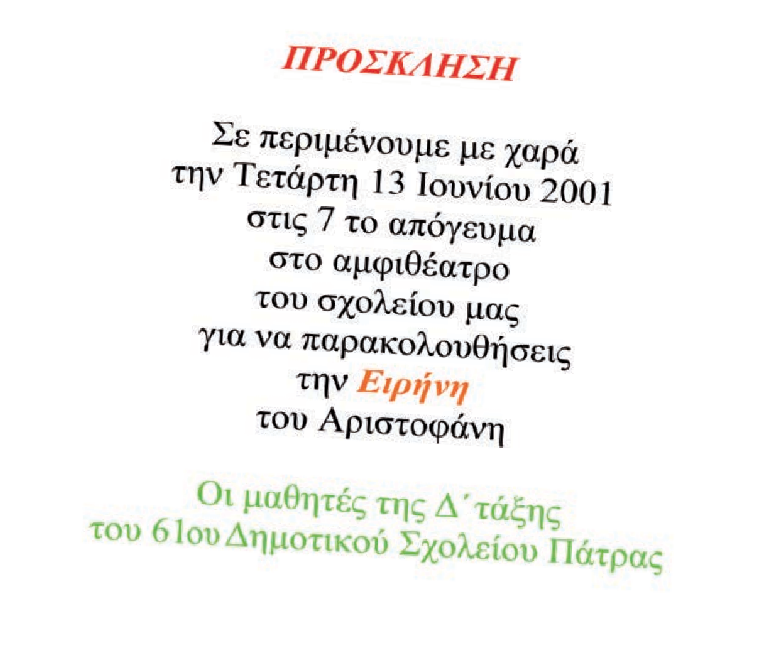 ΠΡΟΣΚΛΗΣΗ
Σε περιμένουμε με χαρά
την Τετάρτη 13 Ιουνίου 2001
στις 7 το απόγευμα
στο αμφιθέατρο
του σχολείου μας
για να παρακολουθήσεις
την Ειρήνη
του Αριστοφάνη
Οι μαθητές της Δ΄ τάξης
του 61ου Δημοτικού Σχολείου Πάτρας